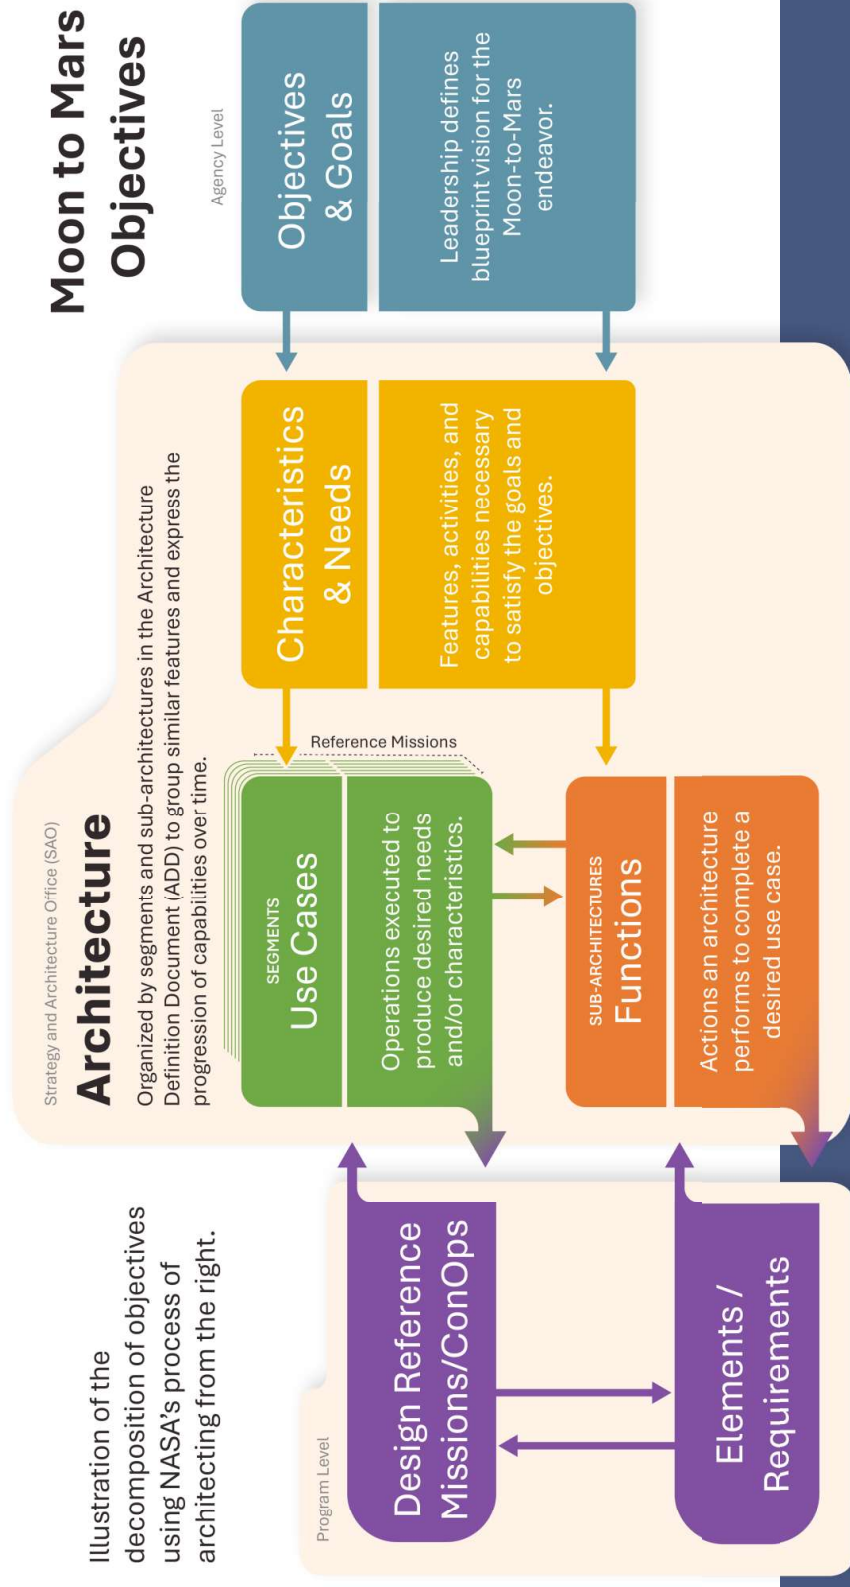 Illustration of the
decomposition of objectives
using NASA’s process of
architecting from the right.
Program Level
Design Reference
Missions/ConOps
Elements /
Requirements
Strategy and Architecture Office (SAO)
Architecture
Organized by segments and sub-architectures in the Architecture
Definition Document (ADD) to group similar features and express the
progression of capabilities over time.
SEGMENTS
Use Cases
Operations executed to
produce desired needs
and/or characteristics.
Reference Missions
SUB-ARCHITECTURES
Functions
Actions an architecture
performs to complete a
desired use case.
Characteristics
& Needs
Features, activities, and
capabilities necessary
to satisfy the goals and
objectives.
Moon to Mars
Objectives
Agency Level
Objectives
& Goals
Leadership defines
blueprint vision for the
Moon-to-Mars
endeavor.